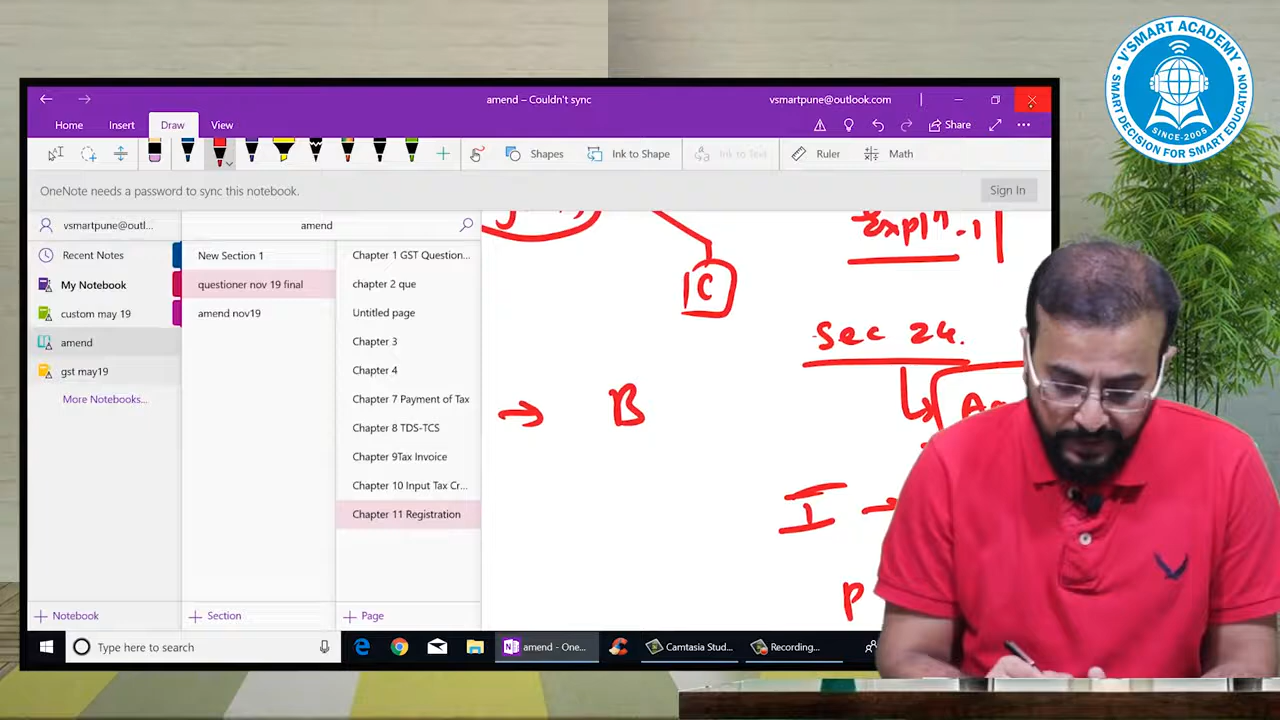 V'SMART ACADEMY
SMART DECISION FOR SMART EDUCATION
SINCE-2005
amend – Couldn't sync
vsmartpune@outlook.com
Home
Insert
Draw
View
Share
Shapes
Ink to Shape
Ink to Text
Ruler
Math
OneNote needs a password to sync this notebook.
Sign In
vsmartpune@outl...
amend
Recent Notes
My Notebook
custom may 19
amend
gst may19
More Notebooks...
New Section 1
questioner nov 19 final
amend nov19
Chapter 1 GST Question...
chapter 2 que
Untitled page
Chapter 3
Chapter 4
Chapter 7 Payment of Tax
Chapter 8 TDS-TCS
Chapter 9Tax Invoice
Chapter 10 Input Tax Cr...
Chapter 11 Registration
Notebook
Section
Page
Expl^n - 1
C
Sec 24.
B
I
P
Type here to search
amend - One...
Camtasia Stud...
Recording...